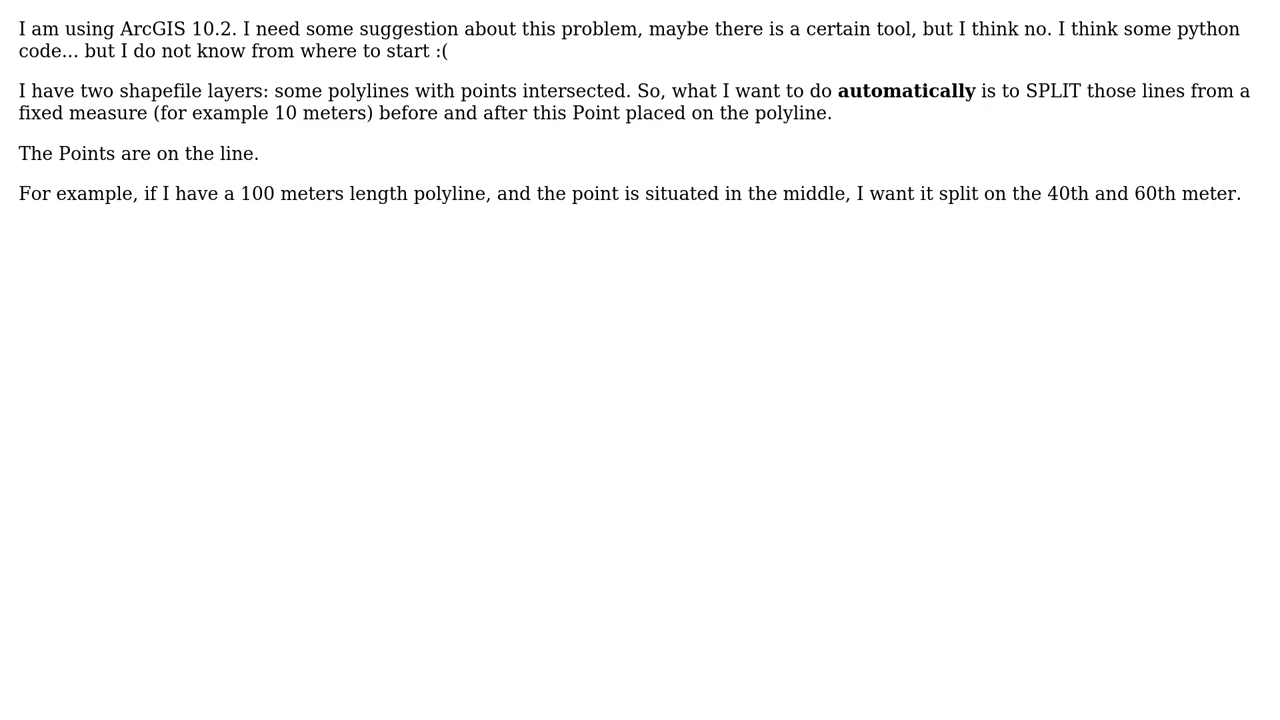 I am using ArcGIS 10.2. I need some suggestion about this problem, maybe there is a certain tool, but I think no. I think some python
code... but I do not know from where to start :(
I have two shapefile layers: some polylines with points intersected. So, what I want to do automatically is to SPLIT those lines from a
fixed measure (for example 10 meters) before and after this Point placed on the polyline.
The Points are on the line.
For example, if I have a 100 meters length polyline, and the point is situated in the middle, I want it split on the 40th and 60th meter.